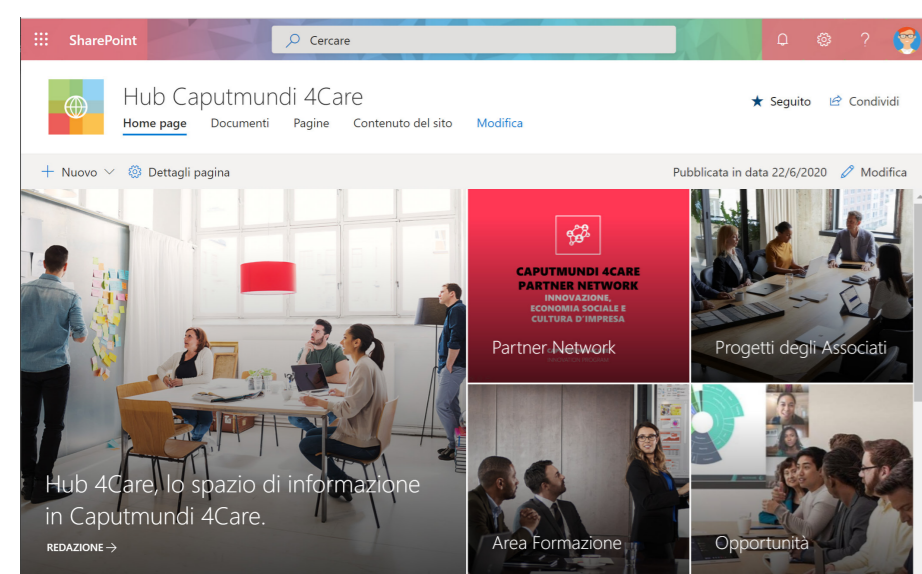 SharePoint
Cercare
?
Hub Caputmundi 4Care
Home page Documenti Pagine Contenuto del sito Modifica
Seguito Condividi
+ Nuovo Dettagli pagina
Pubblicata in data 22/6/2020 Modifica
Hub 4Care, lo spazio di informazione
in Caputmundi 4Care.
REDAZIONE →
CAPUTMUNDI 4CARE
PARTNER NETWORK
INNOVAZIONE,
ECONOMIA SOCIALE E
CULTURA D'IMPRESA
Partner Network
Progetti degli Associati
Area Formazione
Opportunità